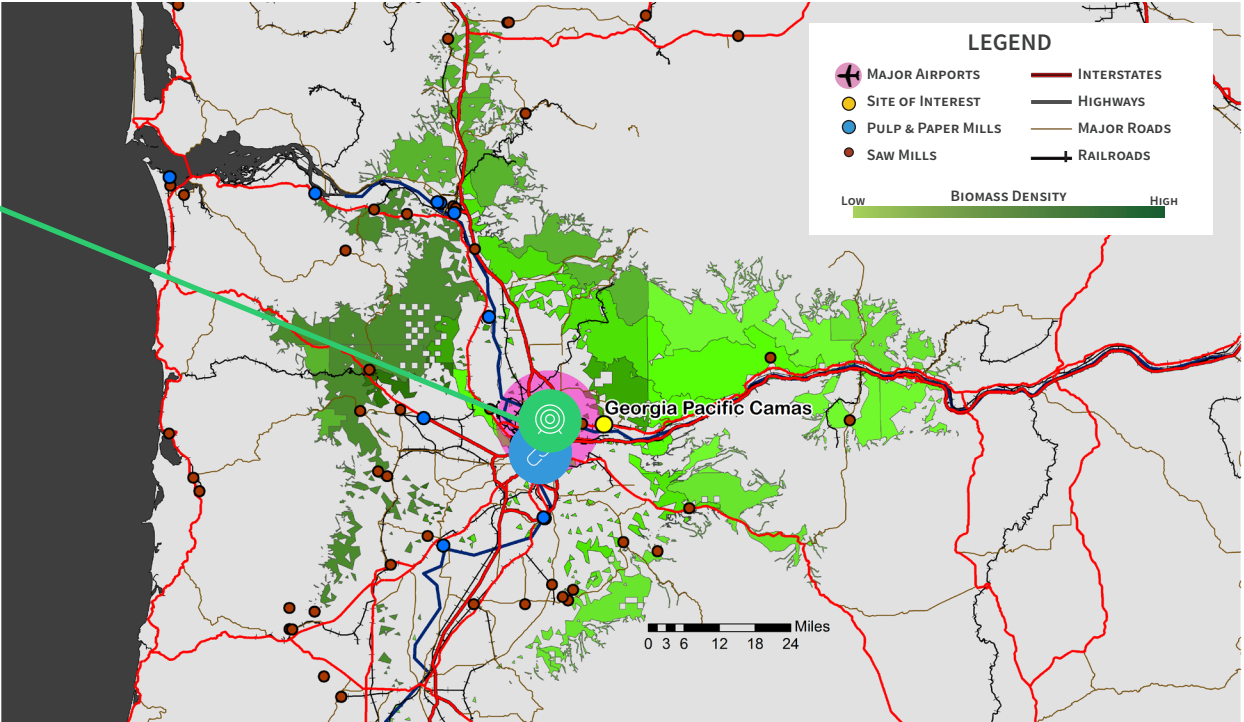 LEGEND
MAJOR AIRPORTS
INTERSTATES
SITE OF INTEREST
HIGHWAYS
PULP & PAPER MILLS
MAJOR ROADS
SAW MILLS
RAILROADS
BIOMASS DENSITY
LOW
HIGH
Georgia Pacific Camas
Miles
0 3 6 12 18 24